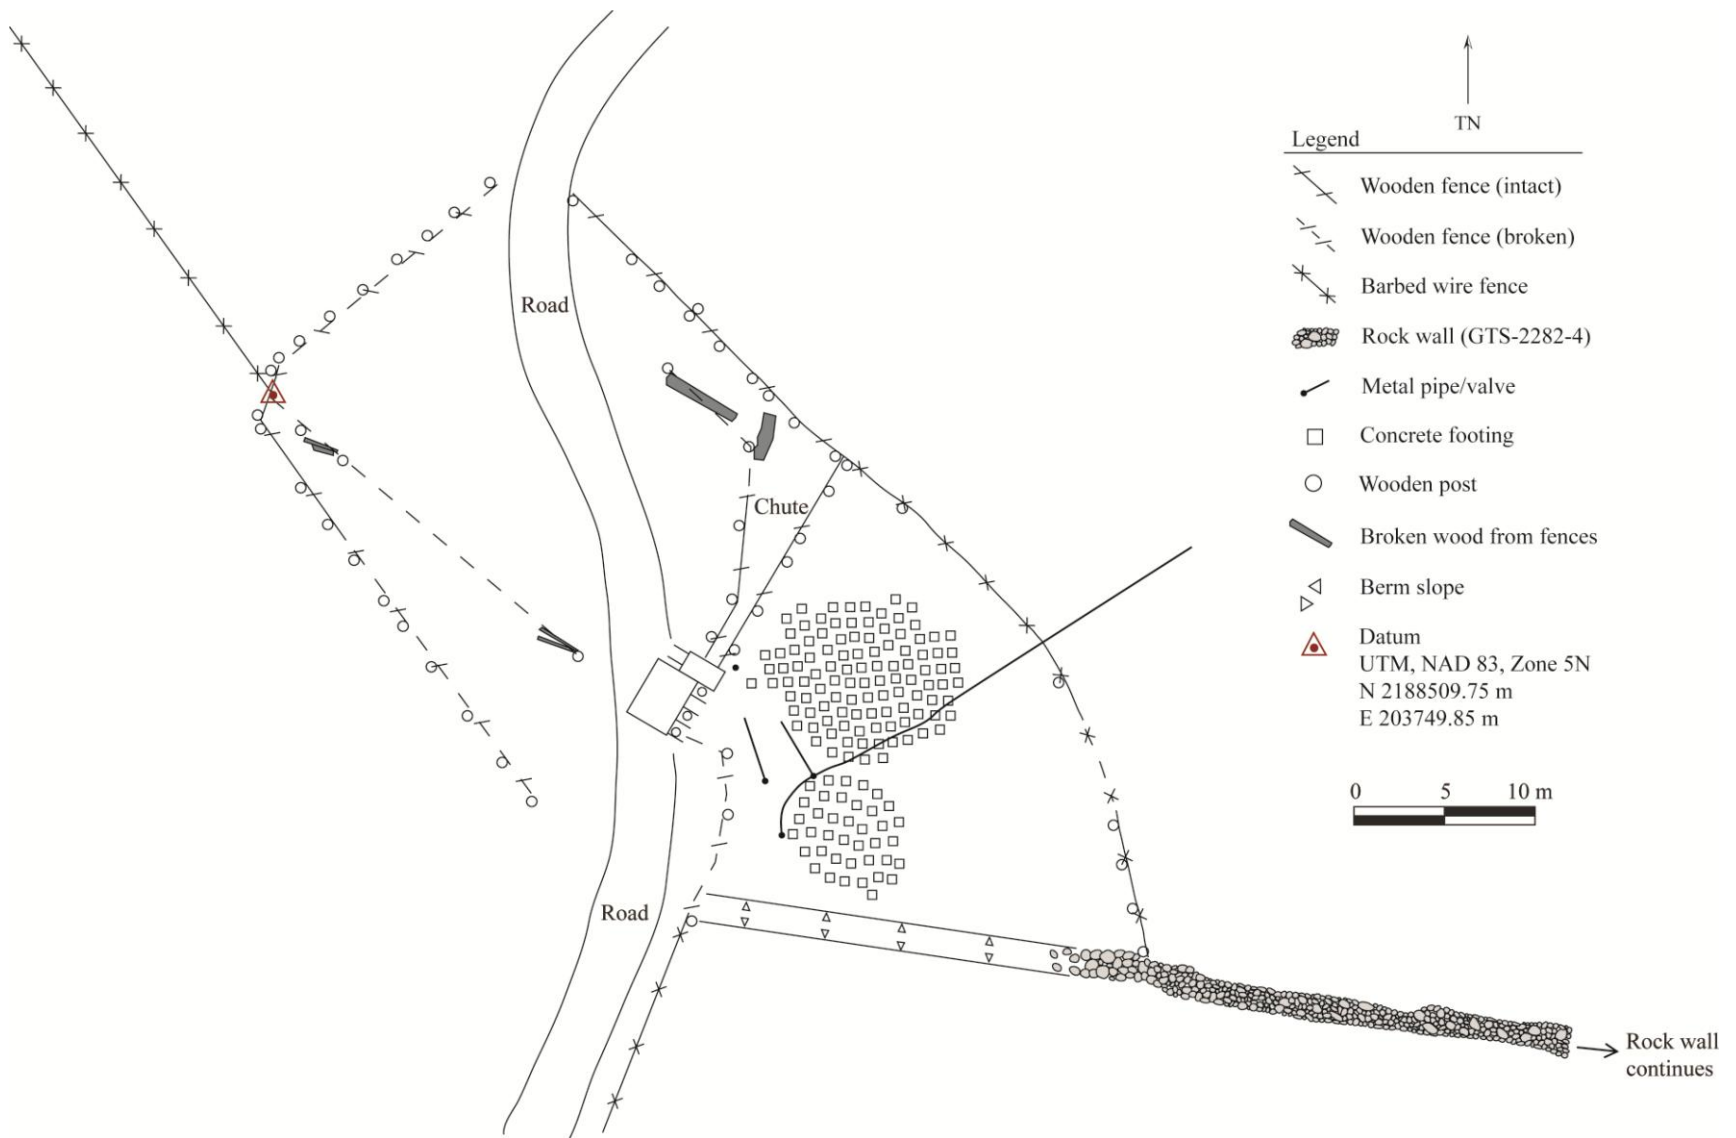 TN
Legend
Wooden fence (intact)
Wooden fence (broken)
Barbed wire fence
Rock wall (GTS-2282-4)
Metal pipe/valve
Concrete footing
Wooden post
Broken wood from fences
Berm slope
Datum
UTM, NAD 83, Zone 5N
N 2188509.75 m
E 203749.85 m
0 5 10 m
Road
Chute
Road
Rock wall
continues